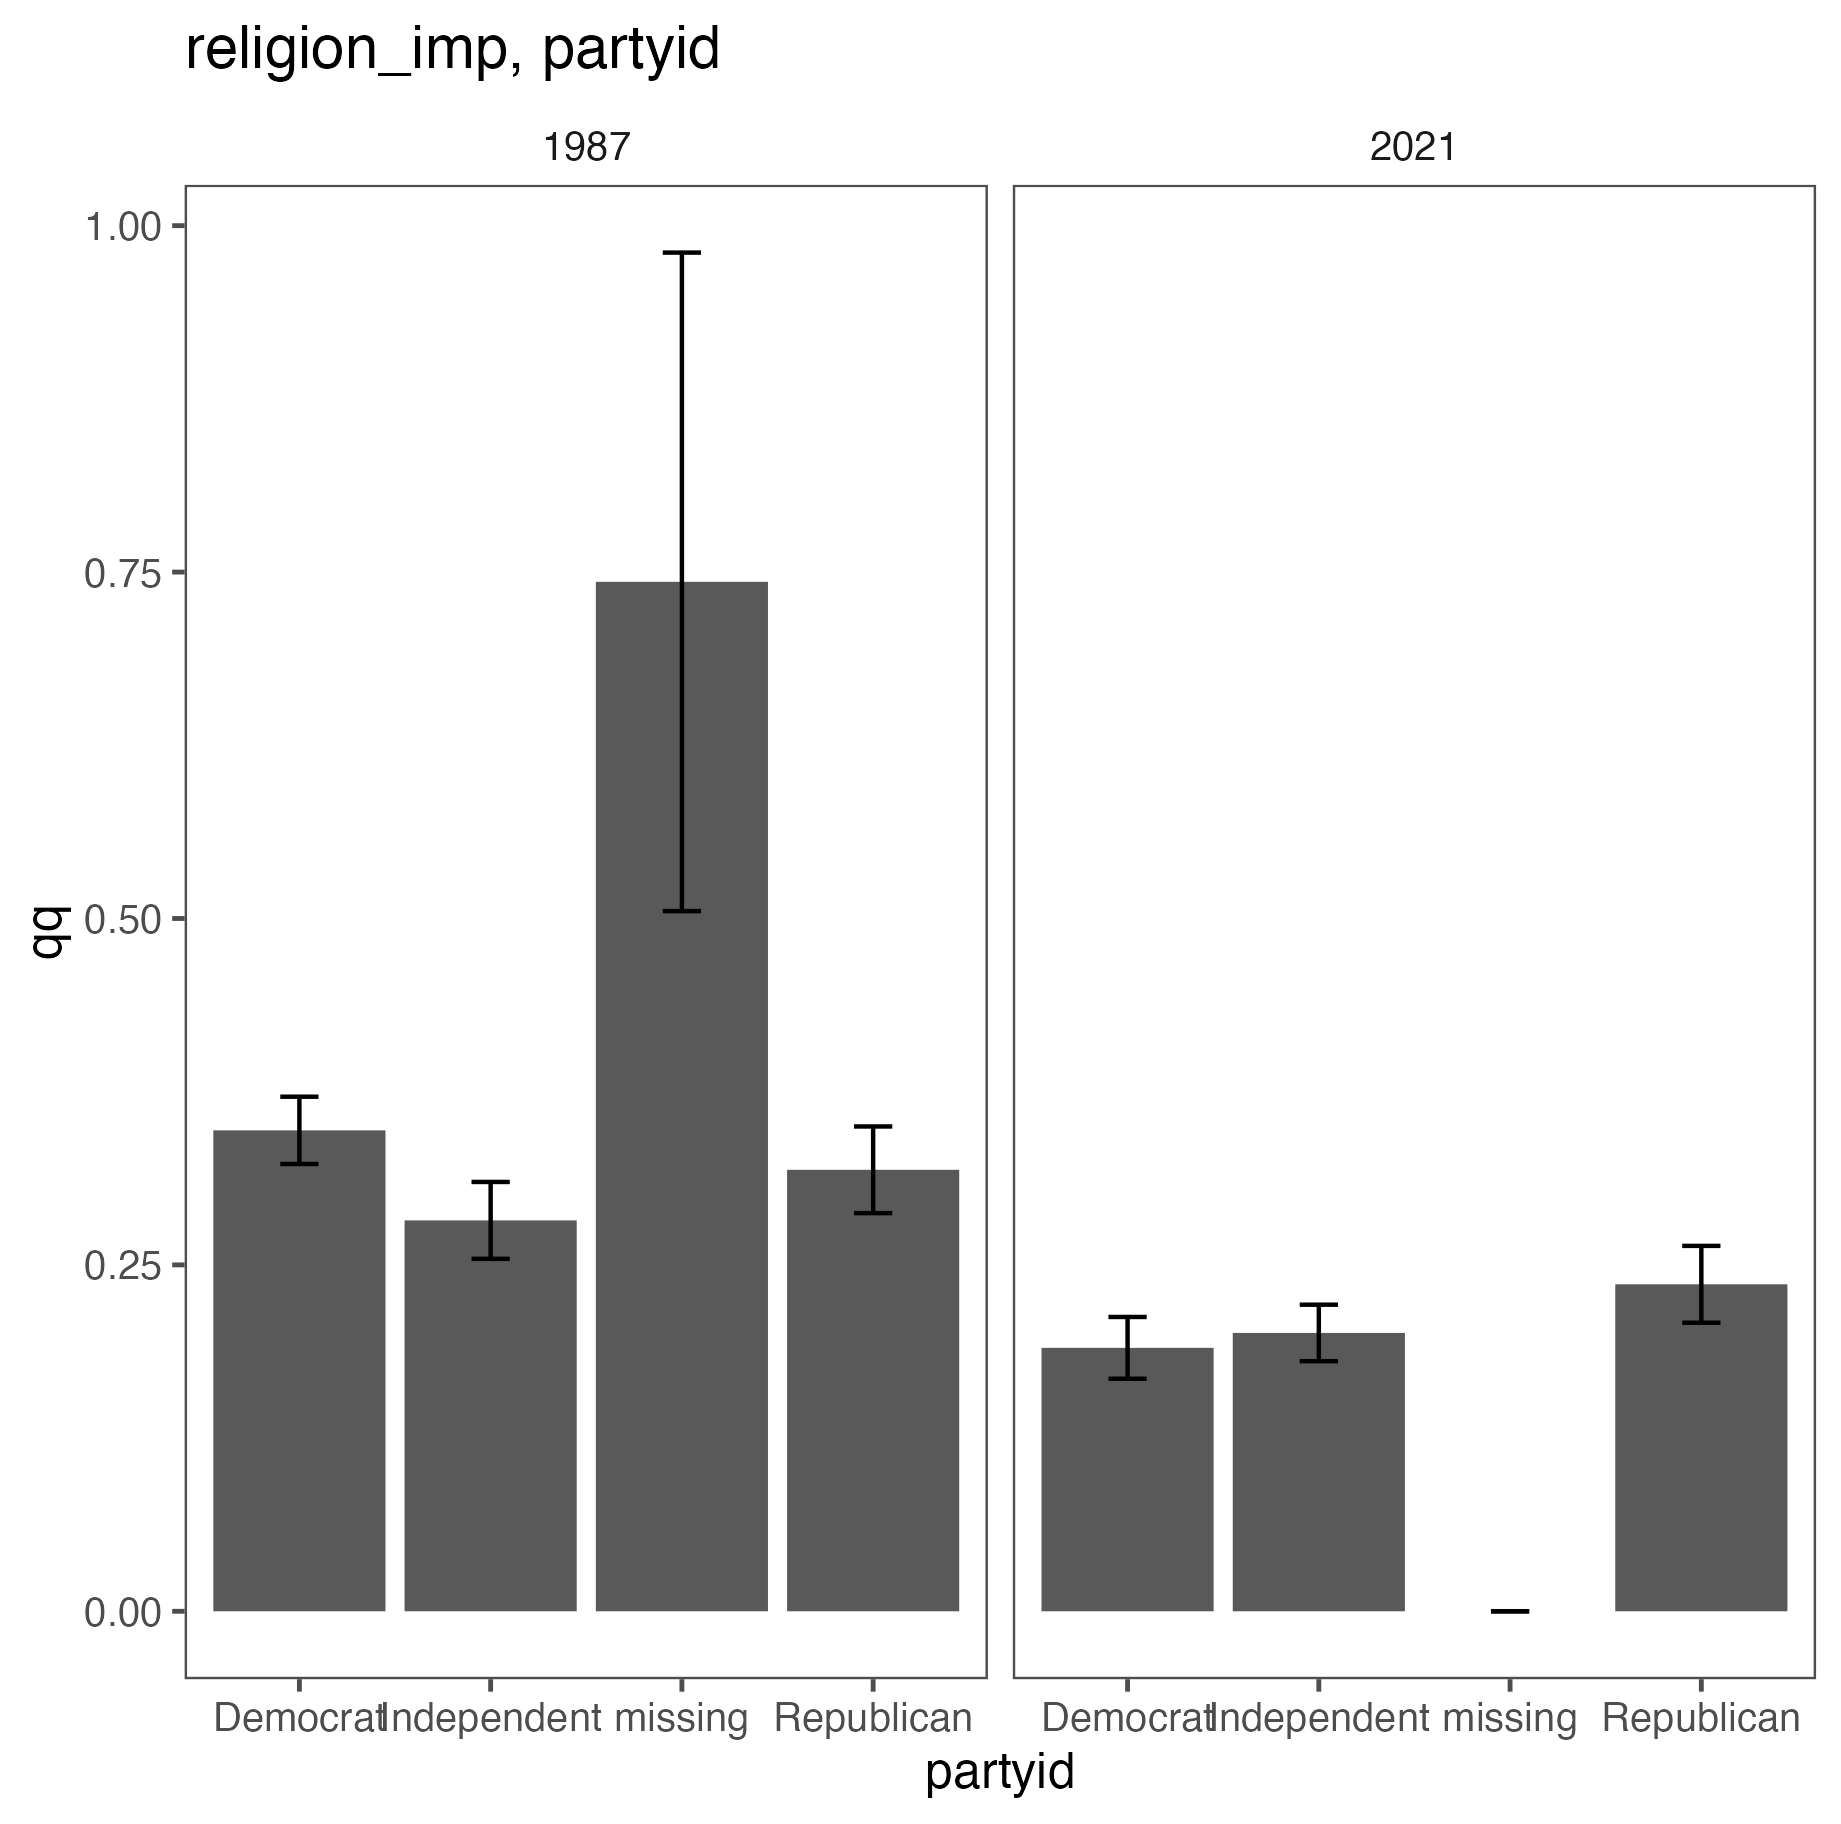 religion_imp, partyid
1987 2021
1.00
0.75
0.50
0.25
0.00
qq
Democrat Independent missing Republican Democrat Independent missing Republican
partyid